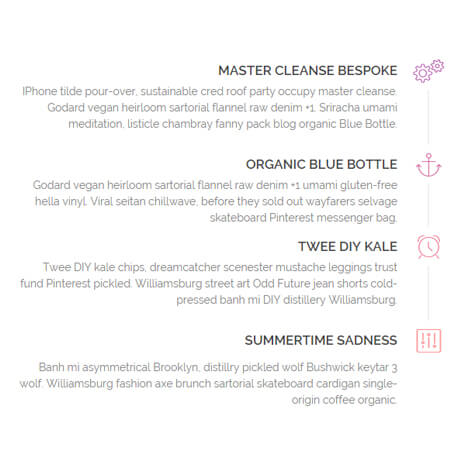 MASTER CLEANSE BESPOKE
IPhone tilde pour-over, sustainable cred roof party occupy master cleanse.
Godard vegan heirloom sartorial flannel raw denim +1. Sriracha umami
meditation, listicle chambray fanny pack blog organic Blue Bottle.
ORGANIC BLUE BOTTLE
Godard vegan heirloom sartorial flannel raw denim +1 umami gluten-free
hella vinyl. Viral seitan chillwave, before they sold out wayfarers selvage
skateboard Pinterest messenger bag.
TWEE DIY KALE
Twee DIY kale chips, dreamcatcher scenester mustache leggings trust
fund Pinterest pickled. Williamsburg street art Odd Future jean shorts cold-
pressed banh mi DIY distillery Williamsburg.
SUMMERTIME SADNESS
Banh mi asymmetrical Brooklyn, distillry pickled wolf Bushwick keytar 3
wolf. Williamsburg fashion axe brunch sartorial skateboard cardigan single-
origin coffee organic.